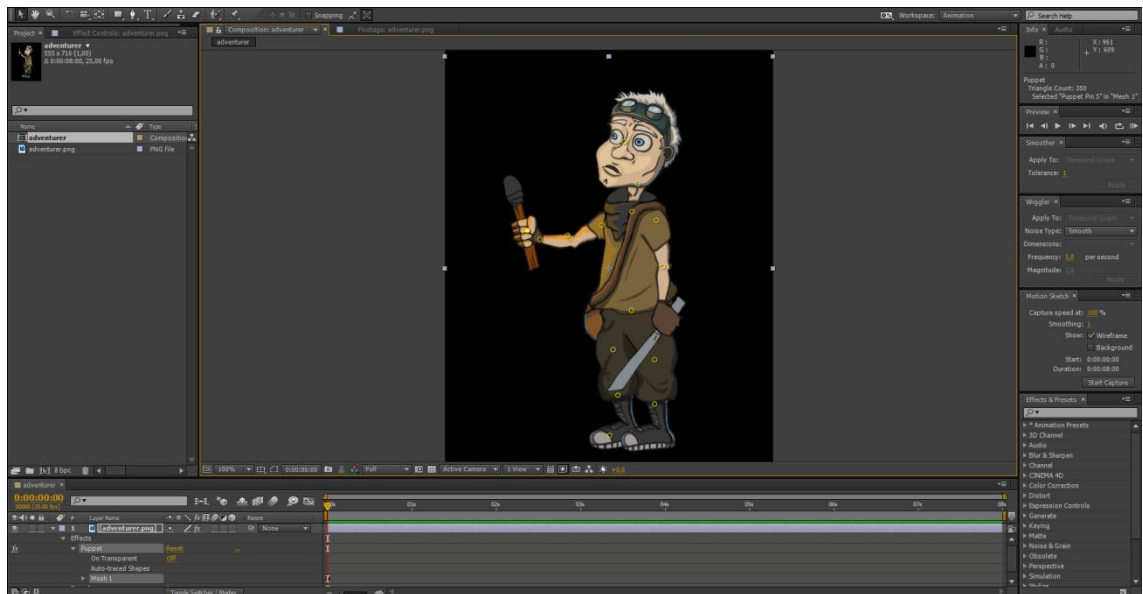 Snapping
Workspace: Animation
Search Help
Project × Effect Controls: adventurer.png
adventurer
555 x 716 (1,00)
Δ 0:00:08:00, 25,00 fps
Name Type
adventurer Compositio
adventurer.png PNG File
8 bpc
Composition: adventurer × Footage: adventurer.png
adventurer
100% 0:00:00:00 Full Active Camera 1 View +0,0
Info × Audio
R : X : 961
G : Y : 609
B :
A : 0
Puppet
Triangle Count: 350
Selected "Puppet Pin 5" in "Mesh 1"
Preview ×
Smoother ×
Apply To: Temporal Graph
Tolerance: 1
Apply
Wiggler ×
Apply To: Temporal Graph
Noise Type: Smooth
Dimensions:
Frequency: 5,0 per second
Magnitude: 1,0
Apply
Motion Sketch ×
Capture speed at: 100 %
Smoothing: 1
Show: Wireframe
Background
Start: 0:00:00:00
Duration: 0:00:08:00
Start Capture
Effects & Presets ×
* Animation Presets
3D Channel
Audio
Blur & Sharpen
Channel
CINEMA 4D
Color Correction
Distort
Expression Controls
Generate
Keying
Matte
Noise & Grain
Obsolete
Perspective
Simulation
Stylize
adventurer ×
0:00:00:00
00000 (25.00 fps)
# Layer Name Parent
1 [adventurer.png] None
Effects
Puppet Reset
On Transparent Off
Auto-traced Shapes
Mesh 1
Toggle Switches / Modes
01s 02s 03s 04s 05s 06s 07s 08s